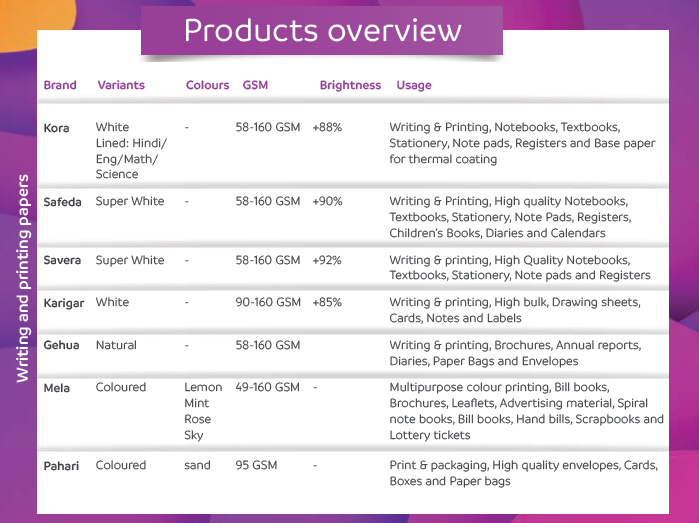 Products overview
Writing and printing papers
Brand Variants Colours GSM Brightness Usage
Kora White - 58-160 GSM +88% Writing & Printing, Notebooks, Textbooks,
Lined: Hindi/ Stationery, Note pads, Registers and Base paper
Eng/Math/ for thermal coating
Science
Safeda Super White - 58-160 GSM +90% Writing & Printing, High quality Notebooks,
Textbooks, Stationery, Note Pads, Registers,
Children's Books, Diaries and Calendars
Savera Super White - 58-160 GSM +92% Writing & printing, High Quality Notebooks,
Textbooks, Stationery, Note pads and Registers
Karigar White - 90-160 GSM +85% Writing & printing, High bulk, Drawing sheets,
Cards, Notes and Labels
Gehua Natural - 58-160 GSM Writing & printing, Brochures, Annual reports,
Diaries, Paper Bags and Envelopes
Mela Coloured Lemon 49-160 GSM - Multipurpose colour printing, Bill books,
Mint Brochures, Leaflets, Advertising material, Spiral
Rose note books, Bill books, Hand bills, Scrapbooks and
Sky Lottery tickets
Pahari Coloured sand 95 GSM - Print & packaging, High quality envelopes, Cards,
Boxes and Paper bags